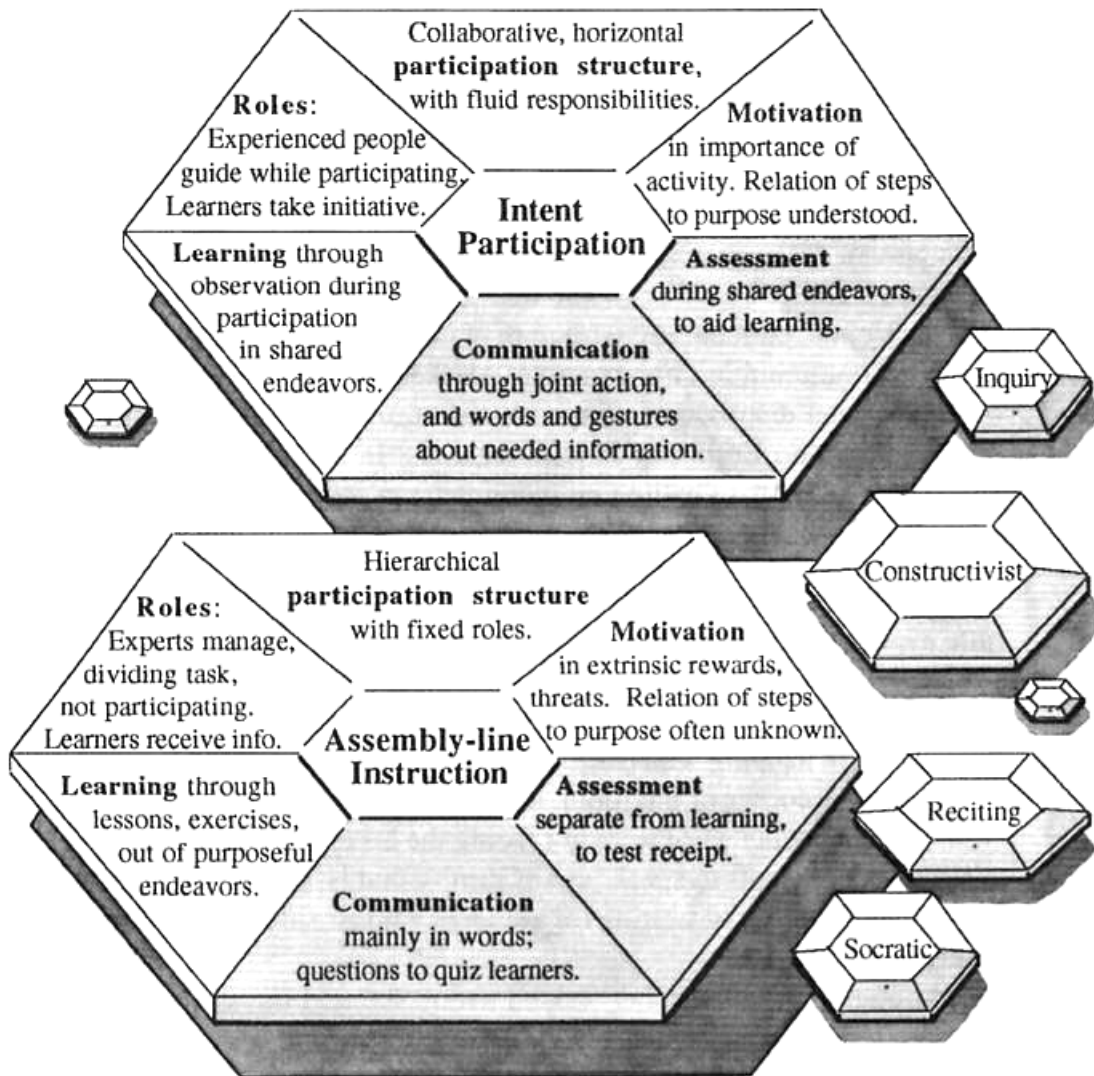 Collaborative, horizontal
participation structure,
with fluid responsibilities.
Roles:
Experienced people
guide while participating.
Learners take initiative.
Motivation
in importance of
activity. Relation of steps
to purpose understood.
Intent
Participation
Learning through
observation during
participation
in shared
endeavors.
Assessment
during shared endeavors,
to aid learning.
Communication
through joint action,
and words and gestures
about needed information.
Inquiry
Constructivist
Hierarchical
participation structure
with fixed roles.
Roles:
Experts manage,
dividing task,
not participating.
Learners receive info.
Motivation
in extrinsic rewards,
threats. Relation of steps
to purpose often unknown.
Assembly-line
Instruction
Learning through
lessons, exercises,
out of purposeful
endeavors.
Assessment
separate from learning,
to test receipt.
Communication
mainly in words;
questions to quiz learners.
Reciting
Socratic